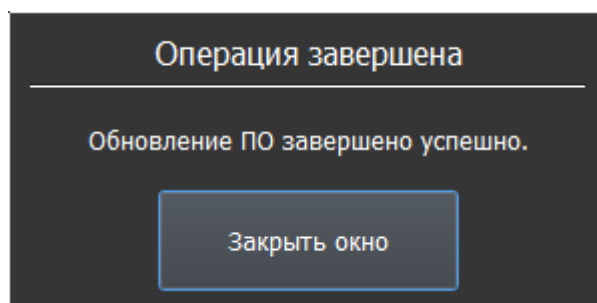 Операция завершена
Обновление ПО завершено успешно.
Закрыть окно